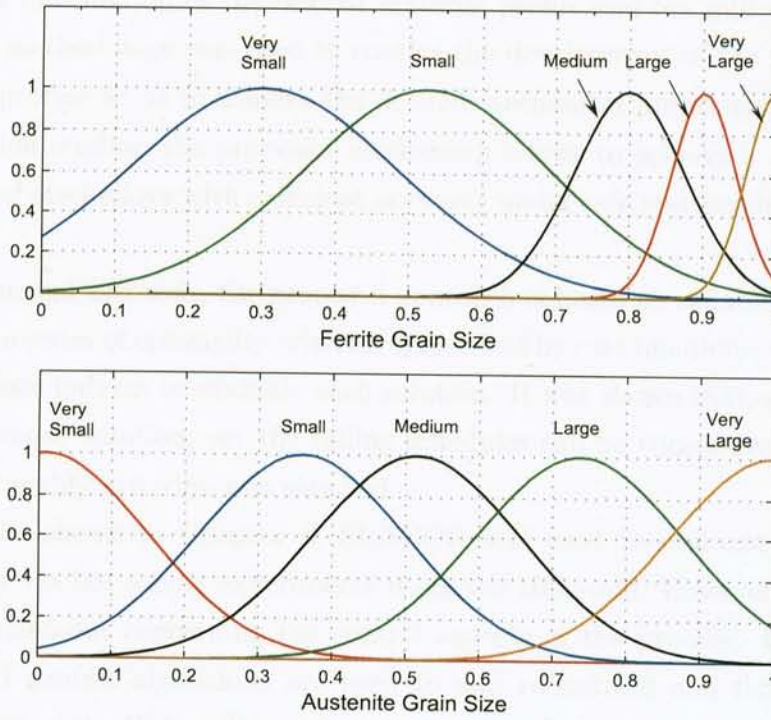 Very
Small
Small
Medium
Large
Very
Large
1
0.8
0.6
0.4
0.2
0
0 0.1 0.2 0.3 0.4 0.5 0.6 0.7 0.8 0.9
Ferrite Grain Size
Very
Small
Small
Medium
Large
Very
Large
1
0.8
0.6
0.4
0.2
0
0 0.1 0.2 0.3 0.4 0.5 0.6 0.7 0.8 0.9
Austenite Grain Size